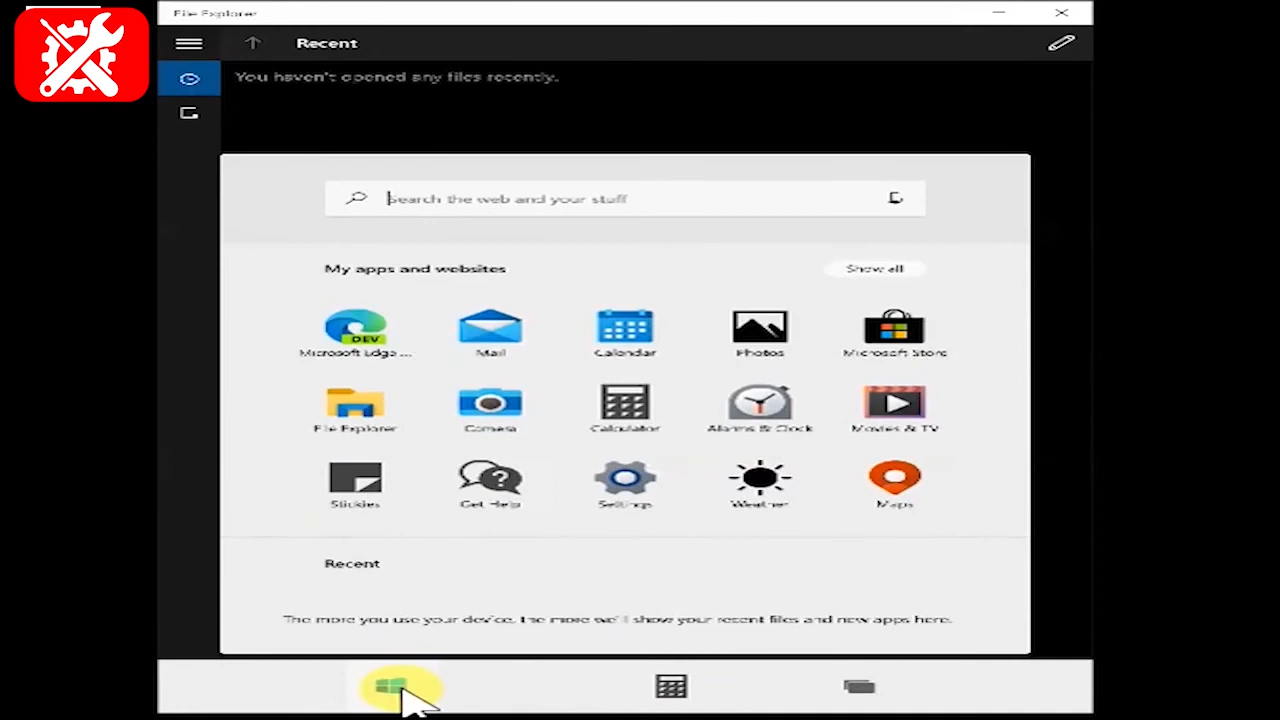 File Explorer
Recent
You haven't opened any files recently.
Search the web and your stuff
My apps and websites
Show all
Microsoft Edge ...
Mail
Calendar
Photos
Microsoft Store
DEV
File Explorer
Camera
Calculator
Alarms & Clock
Movies & TV
Stickies
Get Help
Settings
Weather
Maps
Recent
The more you use your device, the more we'll show your recent files and new apps here.